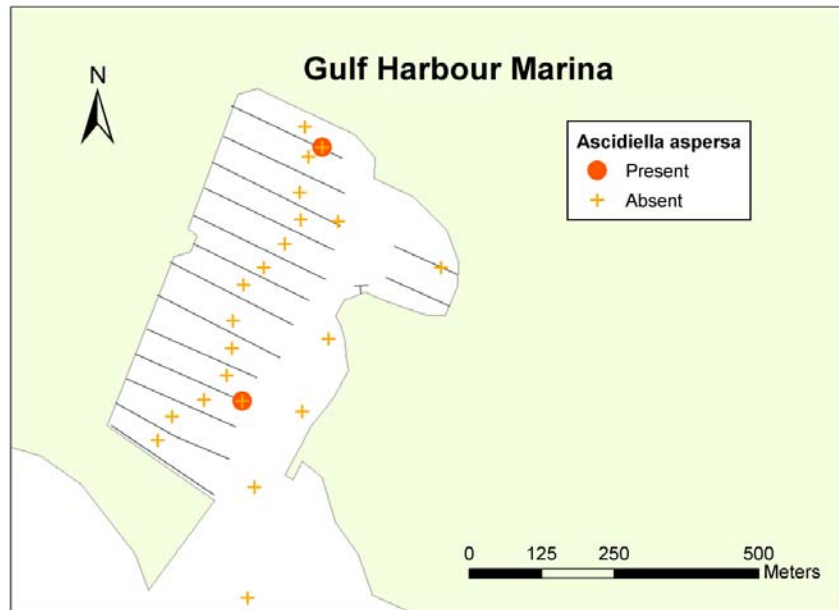 Gulf Harbour Marina
N
Ascidiella aspersa
Present
Absent
0 125 250 500
Meters